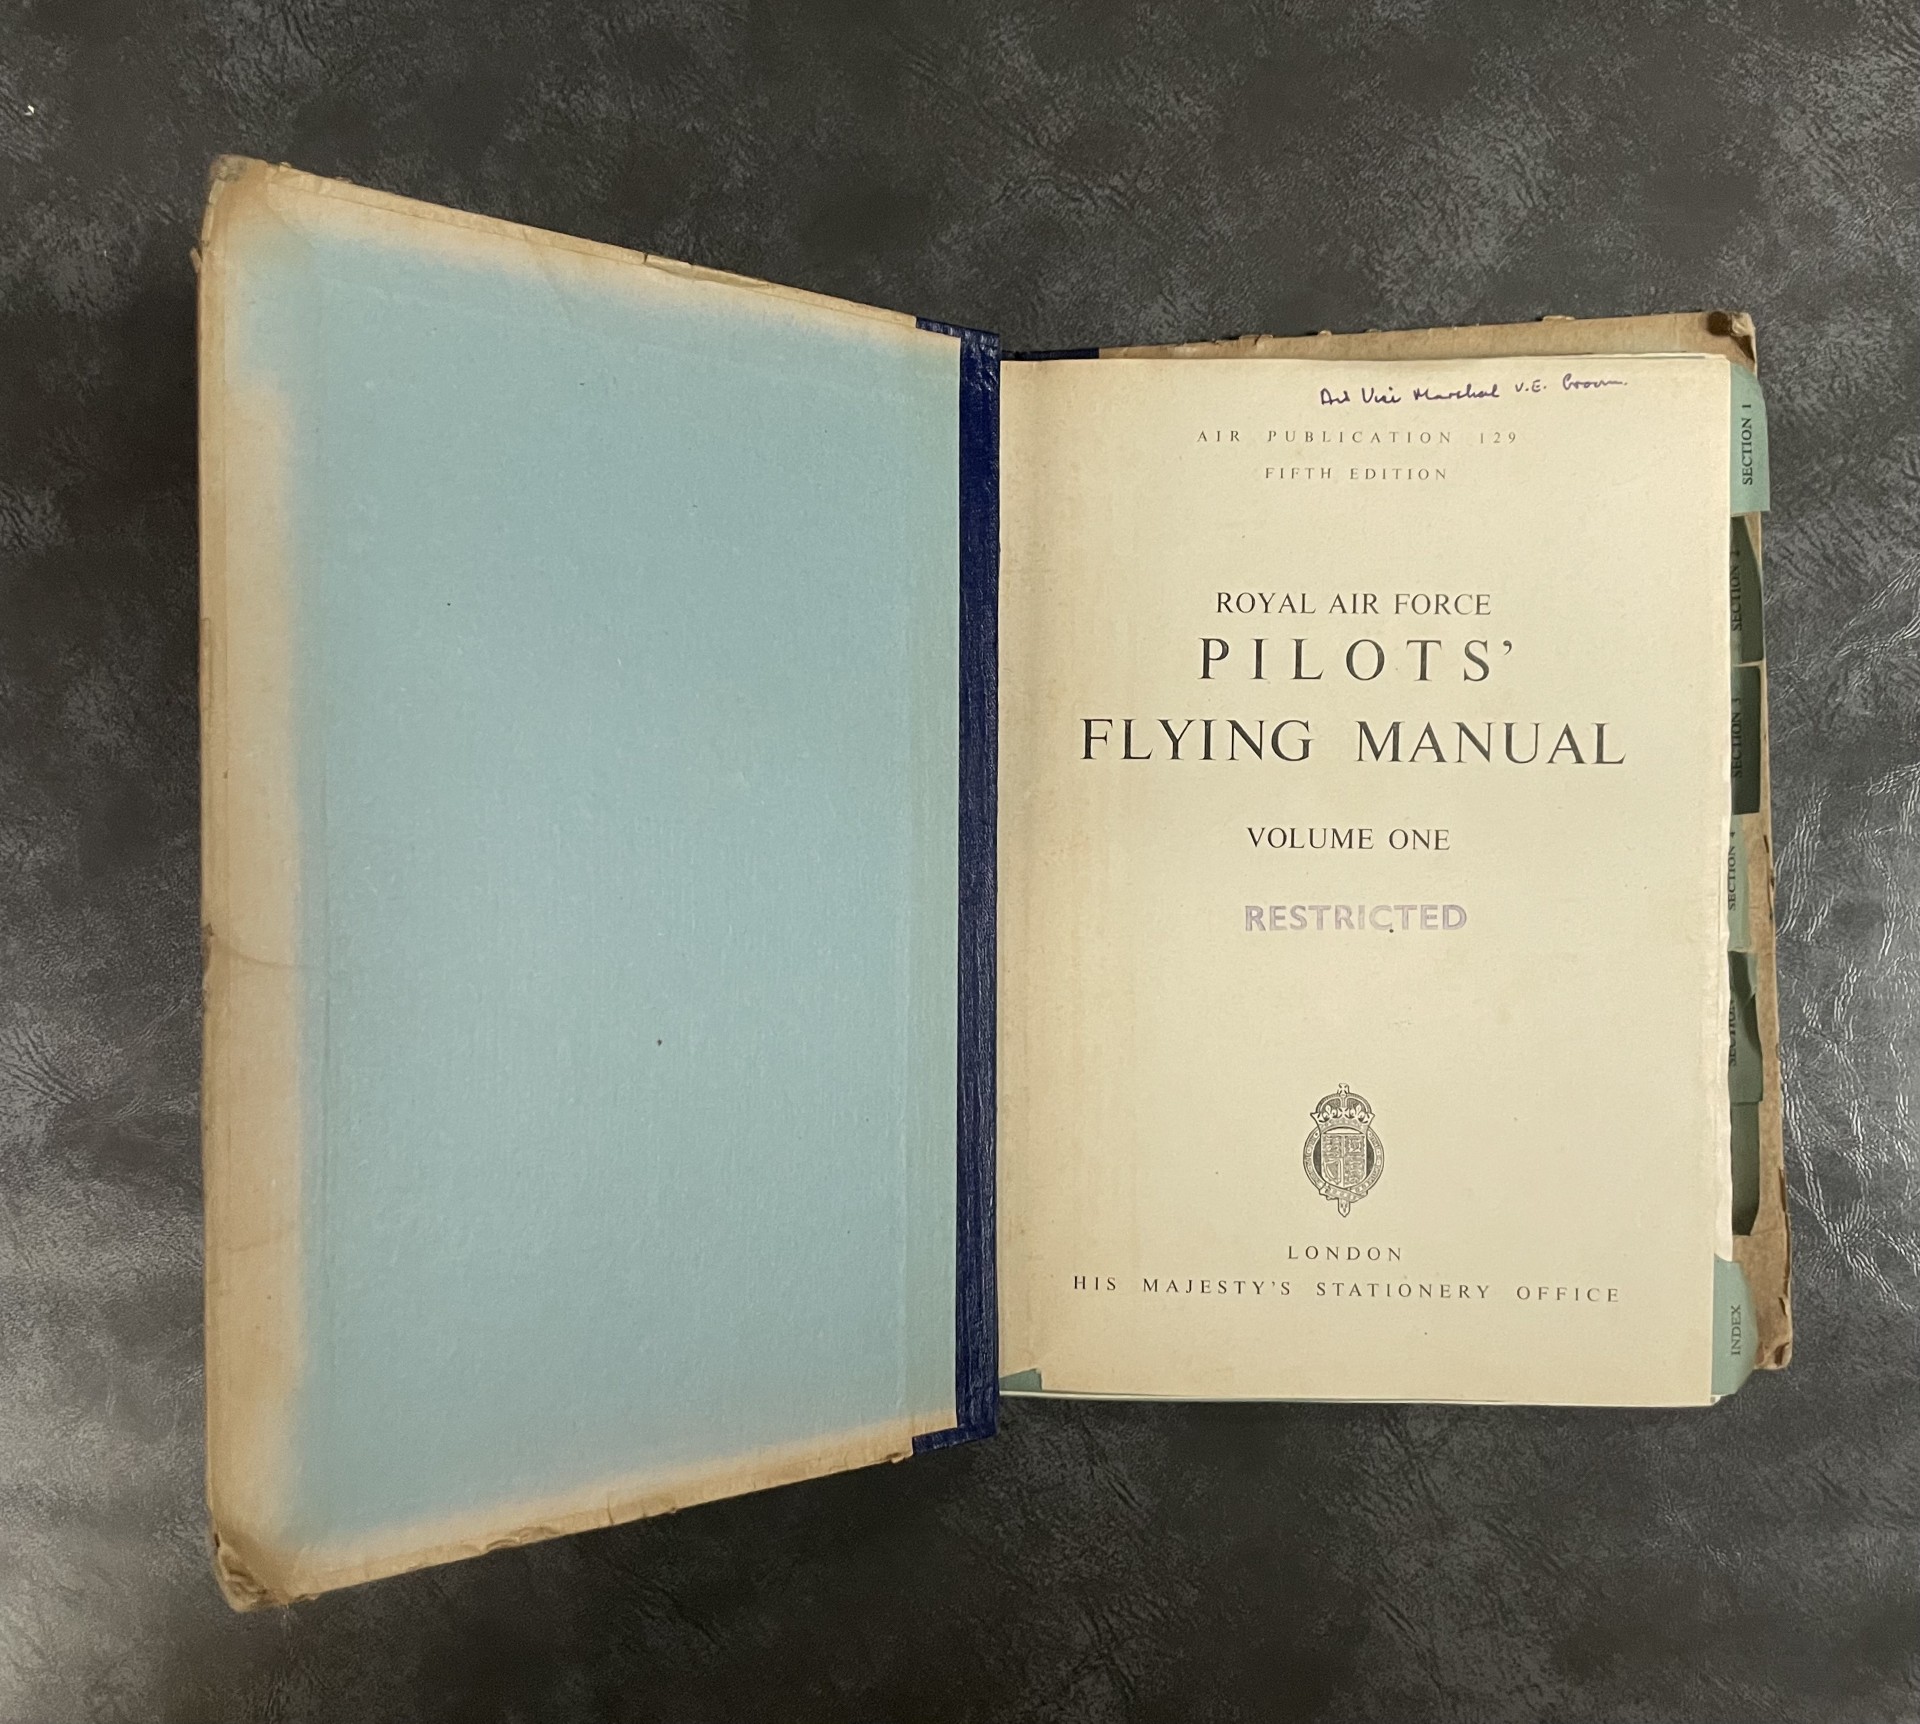 Air Vice Marshal V.E. Groom.
AIR PUBLICATION 129
FIFTH EDITION
ROYAL AIR FORCE
PILOTS'
FLYING MANUAL
VOLUME ONE
RESTRICTED
LONDON
HIS MAJESTY'S STATIONERY OFFICE
SECTION 1
SECTION 2
SECTION 3
SECTION 4
SECTION
INDEX